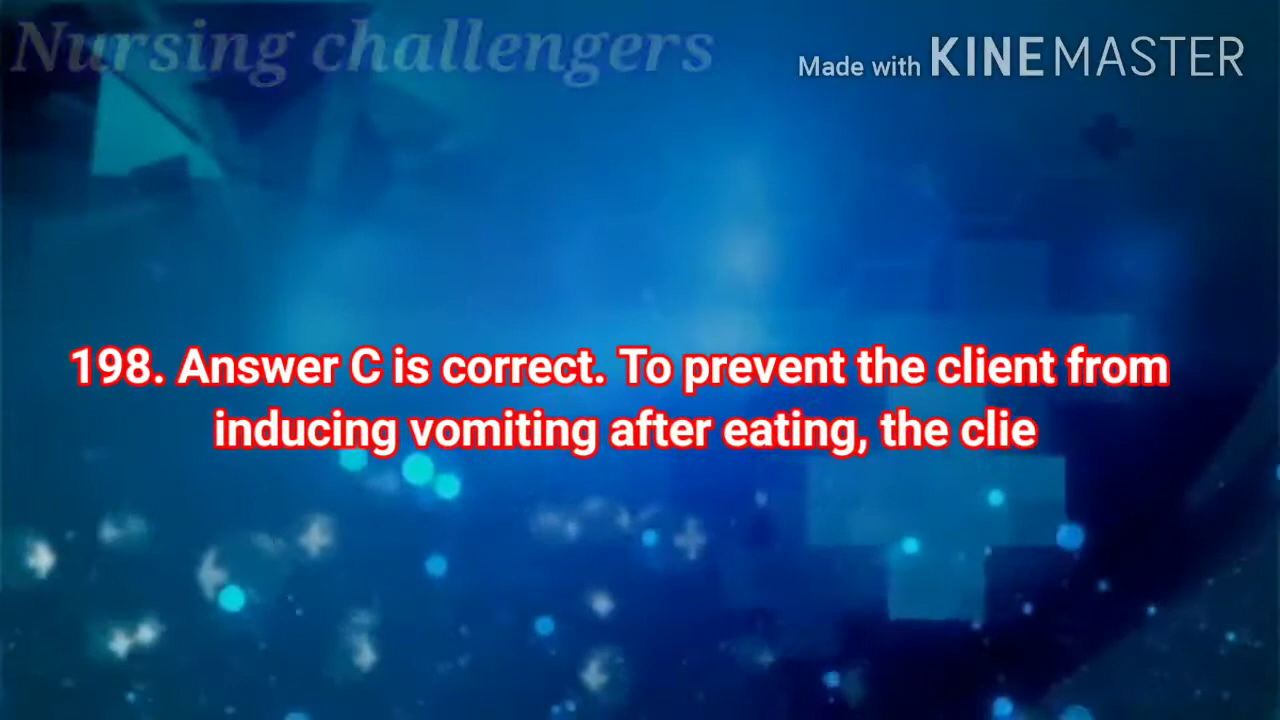 Nursing challengers
Made with KINEMASTER
198. Answer C is correct. To prevent the client from
inducing vomiting after eating, the clie